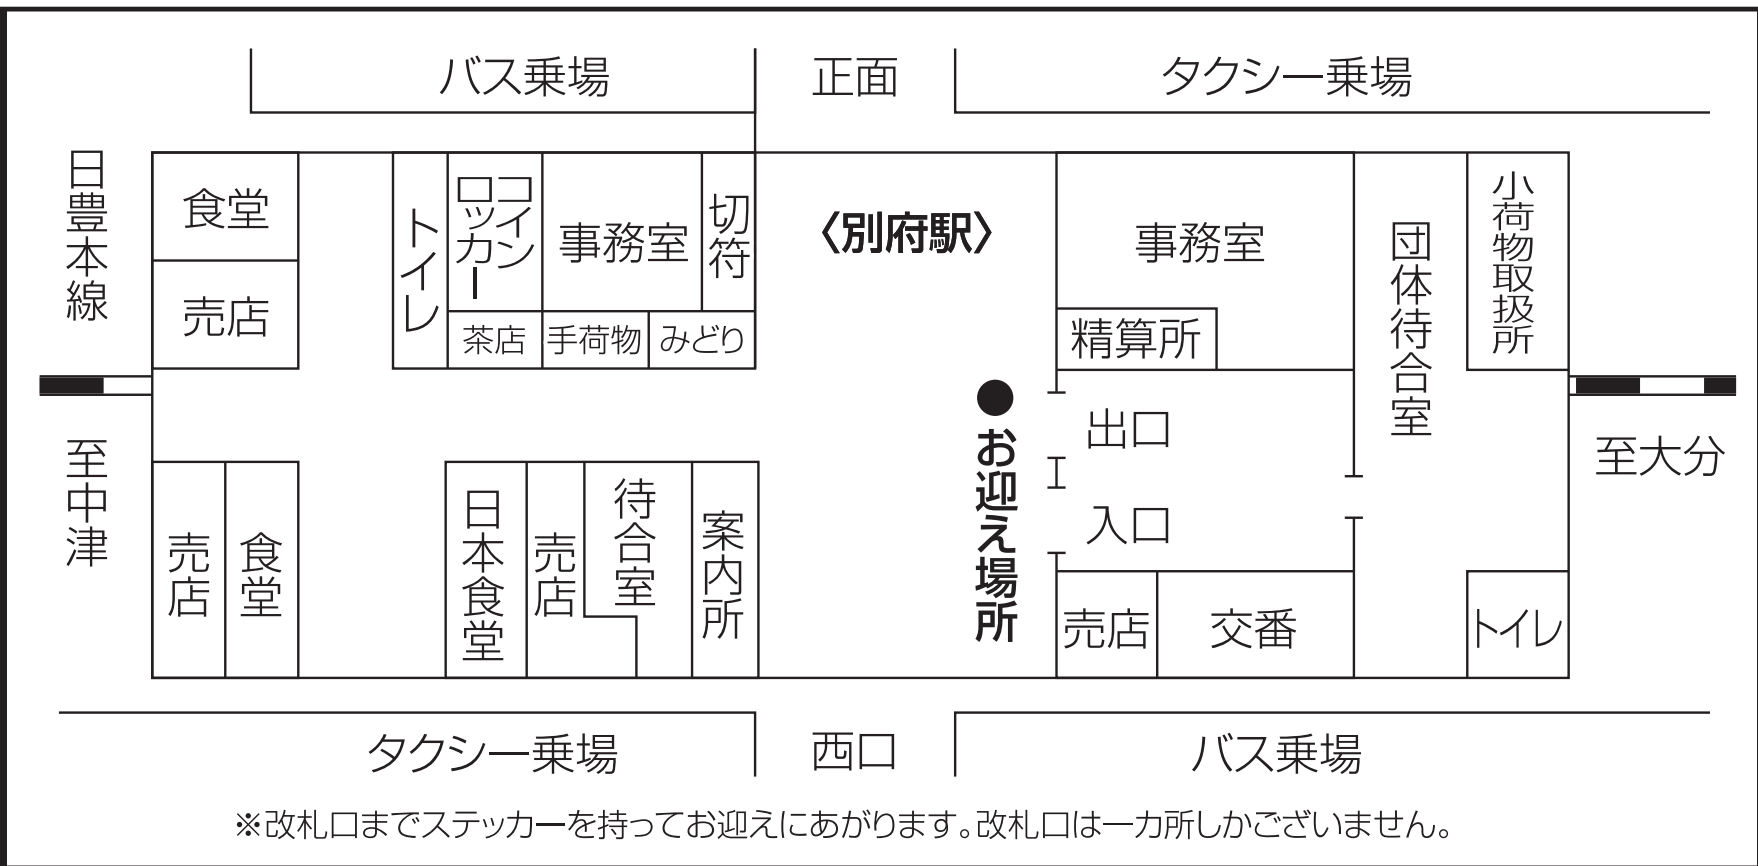 バス乗場
正面
タクシー乗場
日豊本線
食堂
売店
トイレ
コイン
ロッカー
事務室
切符
茶店
手荷物
みどり
〈別府駅〉
事務室
精算所
団体待合室
小荷物取扱所
至中津
●お迎え場所
出口
入口
至大分
売店
食堂
日本食堂
売店
待合室
案内所
売店
交番
トイレ
タクシー乗場
西口
バス乗場
※改札口までステッカーを持ってお迎えにあがります。改札口は一カ所しかございません。